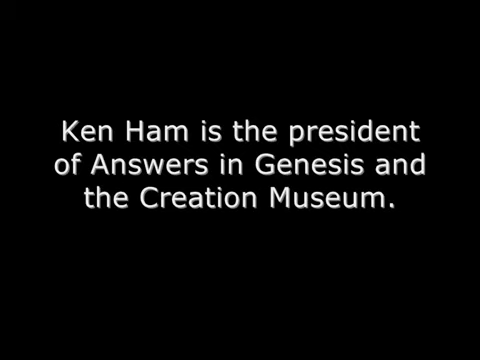 Ken Ham is the president
of Answers in Genesis and
the Creation Museum.